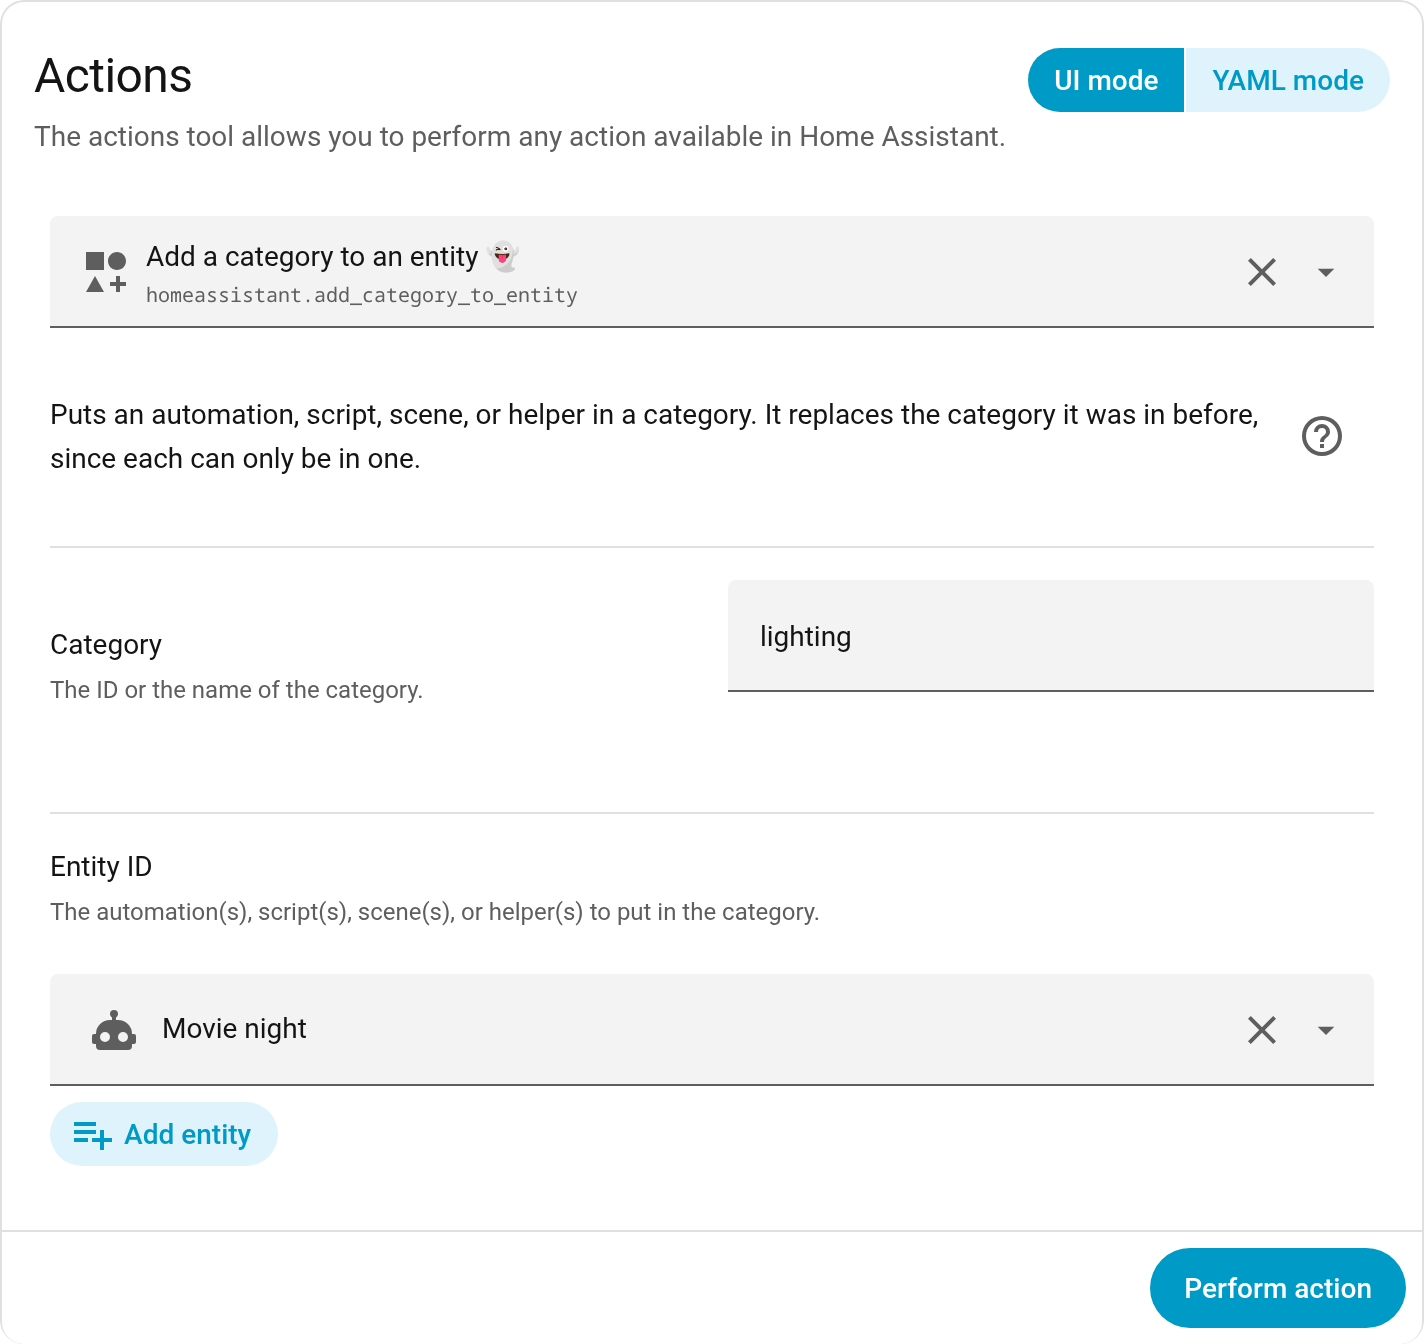 Actions
UI mode
YAML mode
The actions tool allows you to perform any action available in Home Assistant.
Add a category to an entity 👻
homeassistant.add_category_to_entity
Puts an automation, script, scene, or helper in a category. It replaces the category it was in before,
since each can only be in one.
Category
The ID or the name of the category.
lighting
Entity ID
The automation(s), script(s), scene(s), or helper(s) to put in the category.
Movie night
Add entity
Perform action